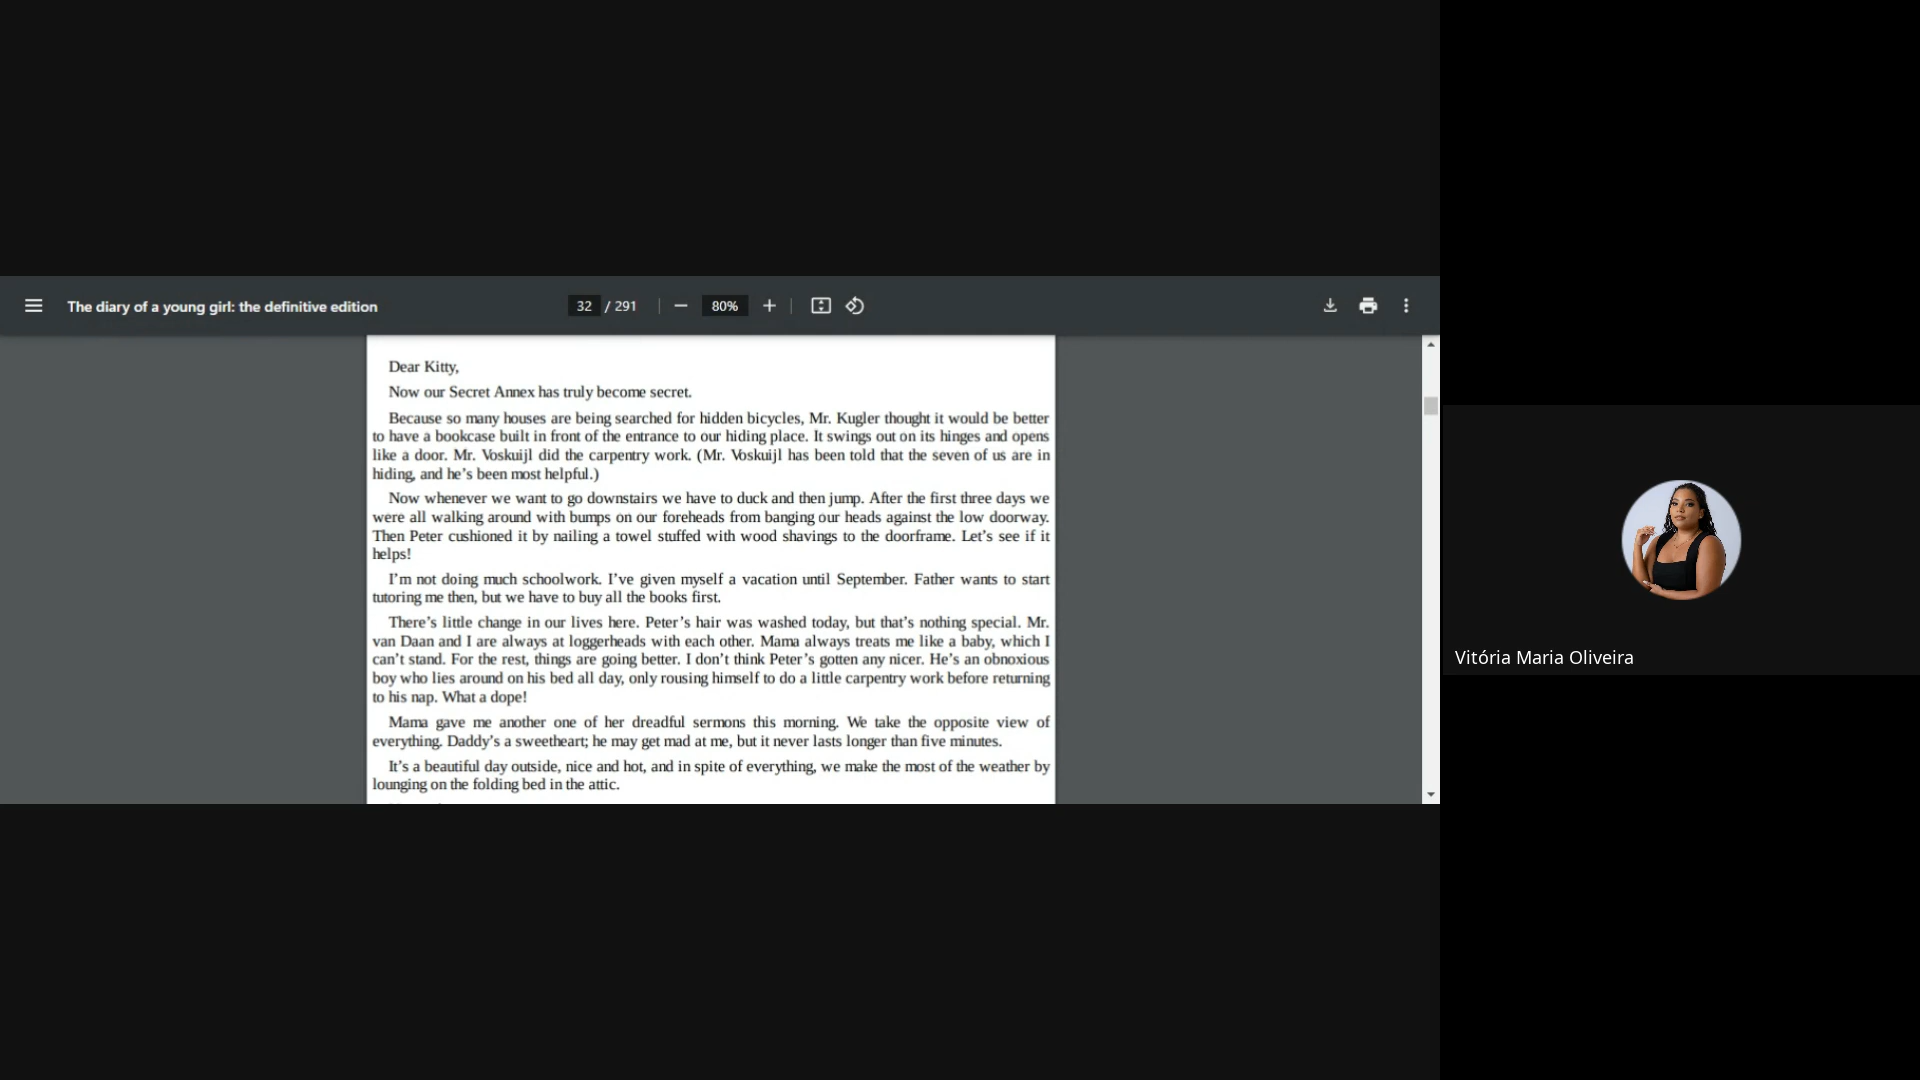 The diary of a young girl: the definitive edition
32 / 291
80%
Dear Kitty,
Now our Secret Annex has truly become secret.
Because so many houses are being searched for hidden bicycles, Mr. Kugler thought it would be better
to have a bookcase built in front of the entrance to our hiding place. It swings out on its hinges and opens
like a door. Mr. Voskuijl did the carpentry work. (Mr. Voskuijl has been told that the seven of us are in
hiding, and he’s been most helpful.)
Now whenever we want to go downstairs we have to duck and then jump. After the first three days we
were all walking around with bumps on our foreheads from banging our heads against the low doorway.
Then Peter cushioned it by nailing a towel stuffed with wood shavings to the doorframe. Let’s see if it
helps!
I’m not doing much schoolwork. I’ve given myself a vacation until September. Father wants to start
tutoring me then, but we have to buy all the books first.
There’s little change in our lives here. Peter’s hair was washed today, but that’s nothing special. Mr.
van Daan and I are always at loggerheads with each other. Mama always treats me like a baby, which I
can’t stand. For the rest, things are going better. I don’t think Peter’s gotten any nicer. He’s an obnoxious
boy who lies around on his bed all day, only rousing himself to do a little carpentry work before returning
to his nap. What a dope!
Mama gave me another one of her dreadful sermons this morning. We take the opposite view of
everything. Daddy’s a sweetheart; he may get mad at me, but it never lasts longer than five minutes.
It’s a beautiful day outside, nice and hot, and in spite of everything, we make the most of the weather by
lounging on the folding bed in the attic.
Vitória Maria Oliveira